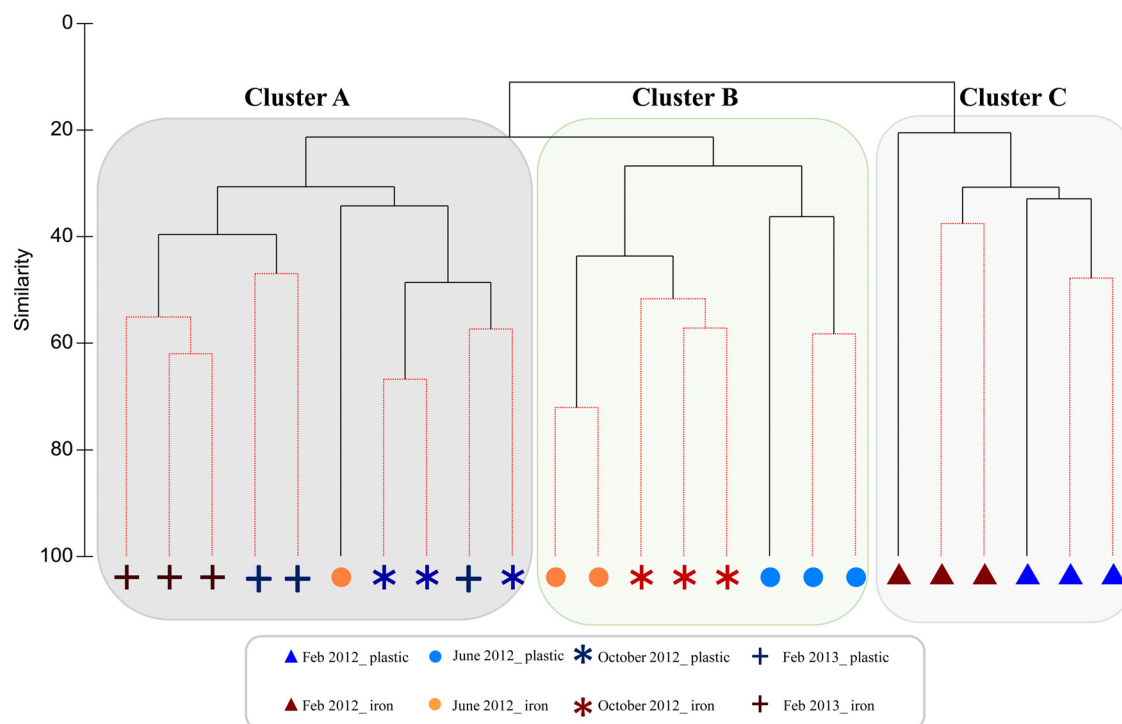 0
Cluster A Cluster B Cluster C
20
40
Similarity
60
80
100
Feb 2012_ plastic June 2012_ plastic October 2012_ plastic Feb 2013_ plastic
Feb 2012_ iron June 2012_ iron October 2012_ iron Feb 2013_ iron